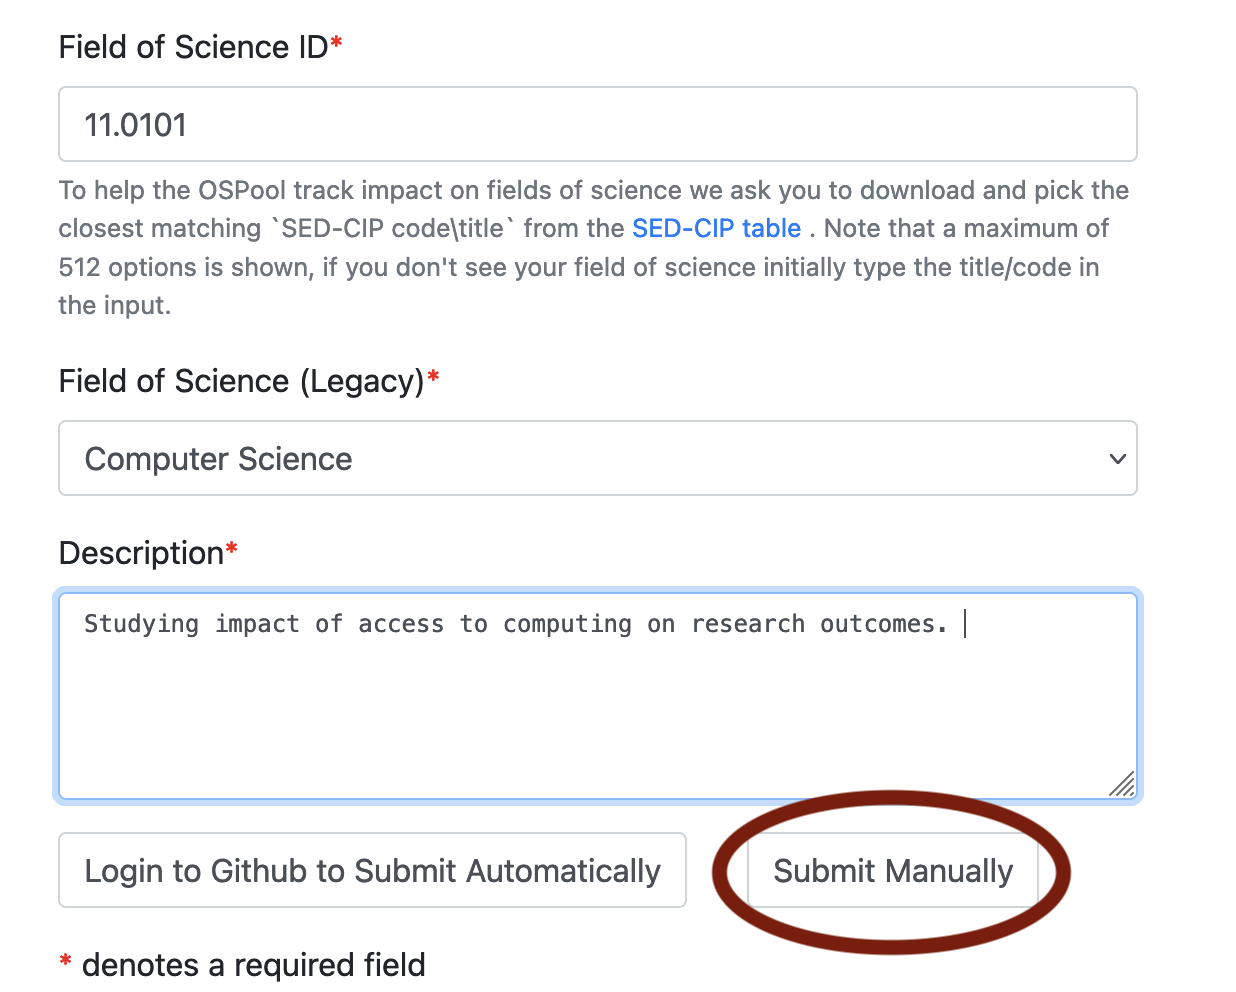 Field of Science ID*
11.0101
To help the OSPool track impact on fields of science we ask you to download and pick the
closest matching `SED-CIP code\title` from the SED-CIP table . Note that a maximum of
512 options is shown, if you don't see your field of science initially type the title/code in
the input.
Field of Science (Legacy)*
Computer Science
Description*
Studying impact of access to computing on research outcomes.
Login to Github to Submit Automatically
Submit Manually
* denotes a required field